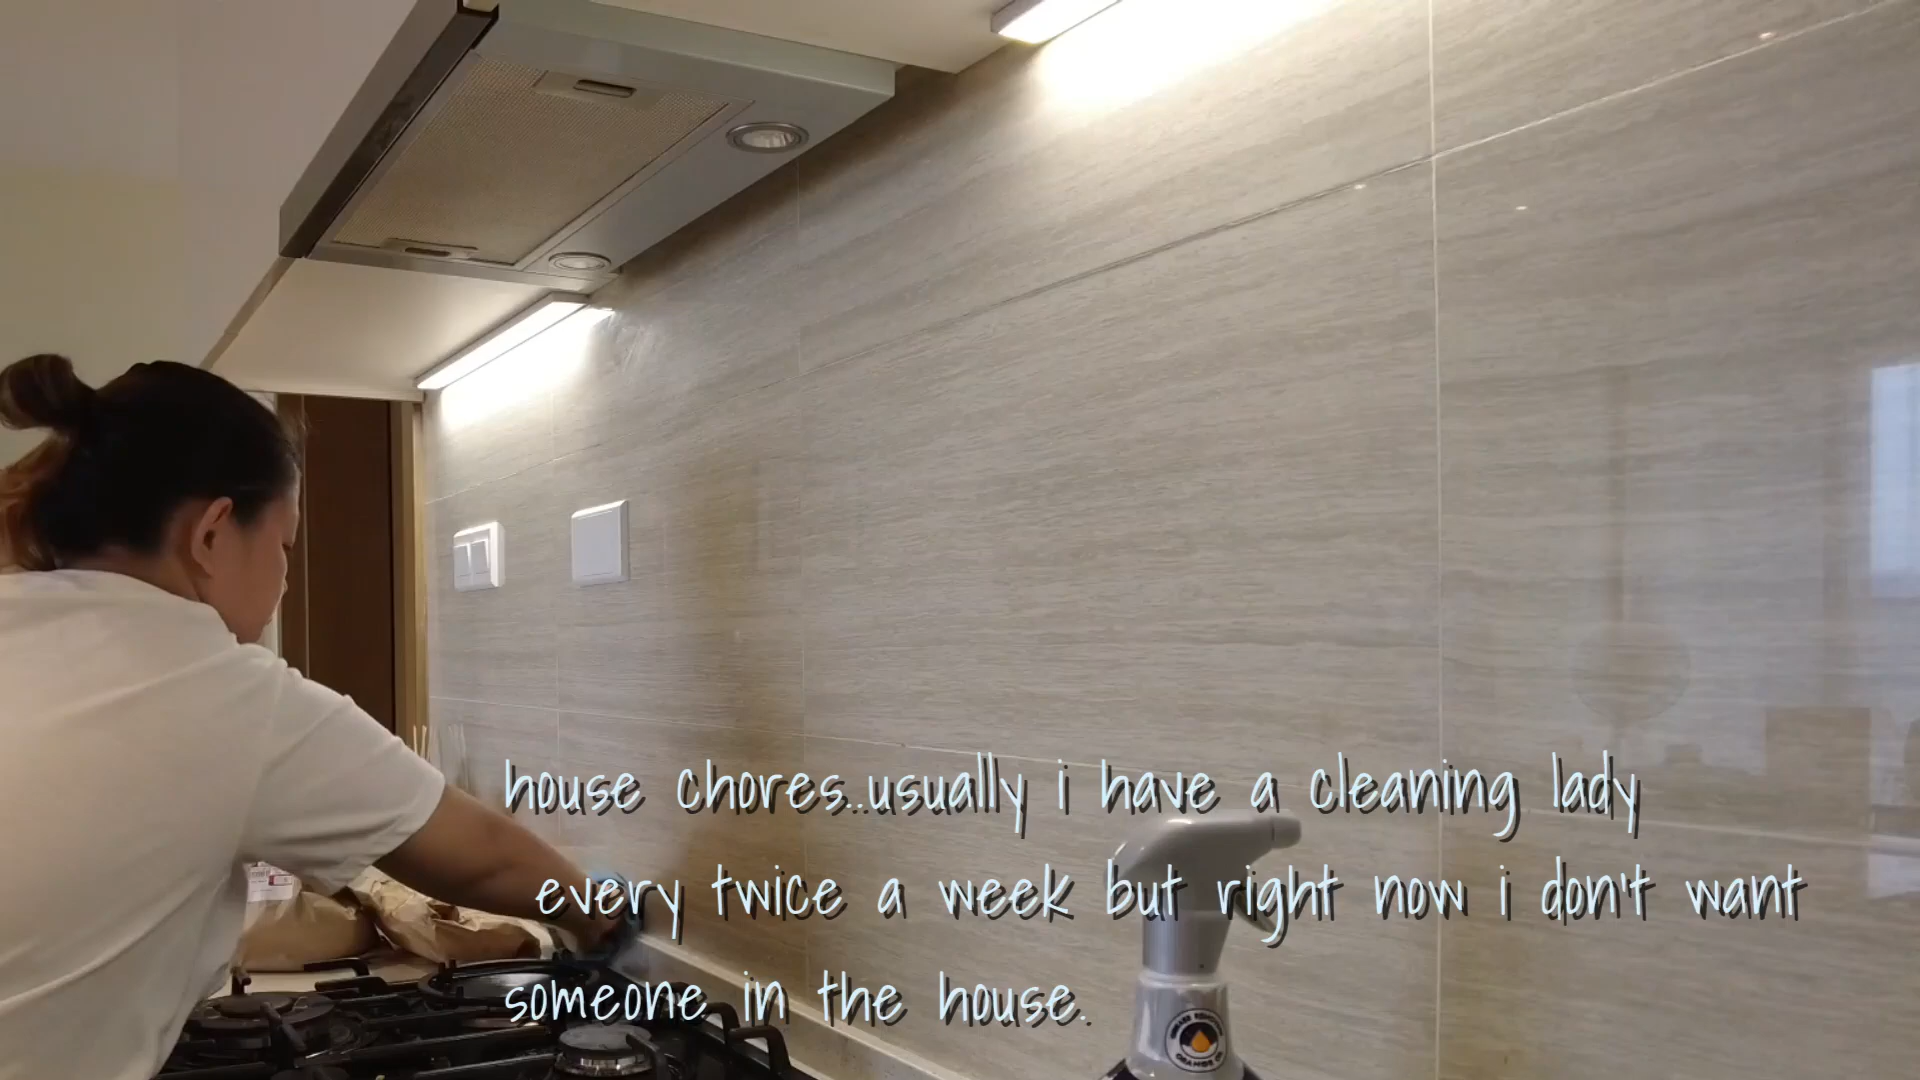 house chores..usually i have a cleaning lady
every twice a week but right now i don't want
someone in the house.